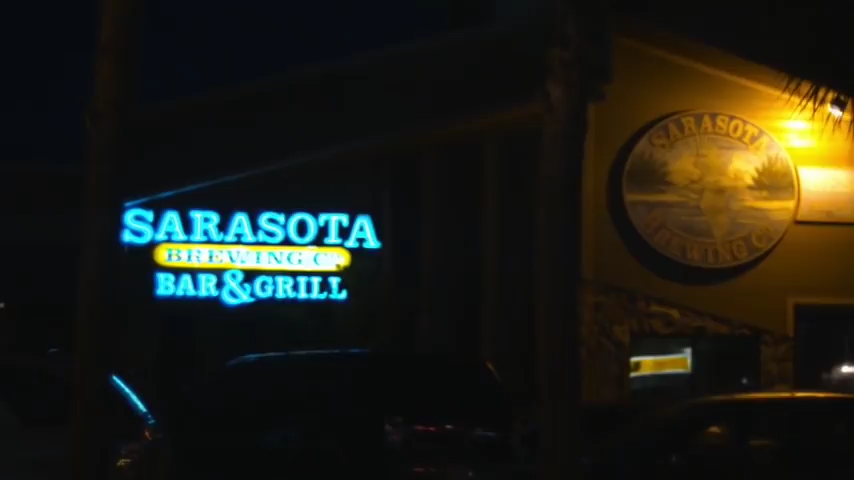 SARASOTA
BREWING CO
BAR & GRILL
SARASOTA
BREWING CO